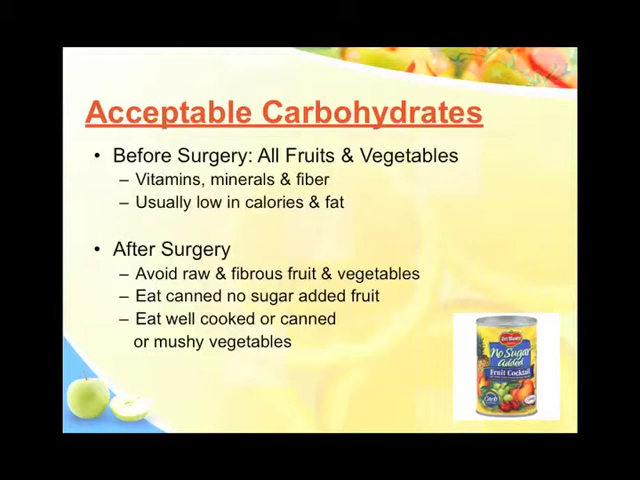 Acceptable Carbohydrates
• Before Surgery: All Fruits & Vegetables
– Vitamins, minerals & fiber
– Usually low in calories & fat
• After Surgery
– Avoid raw & fibrous fruit & vegetables
– Eat canned no sugar added fruit
– Eat well cooked or canned
or mushy vegetables
Del Monte
No Sugar
Added
Fruit Cocktail
Carb